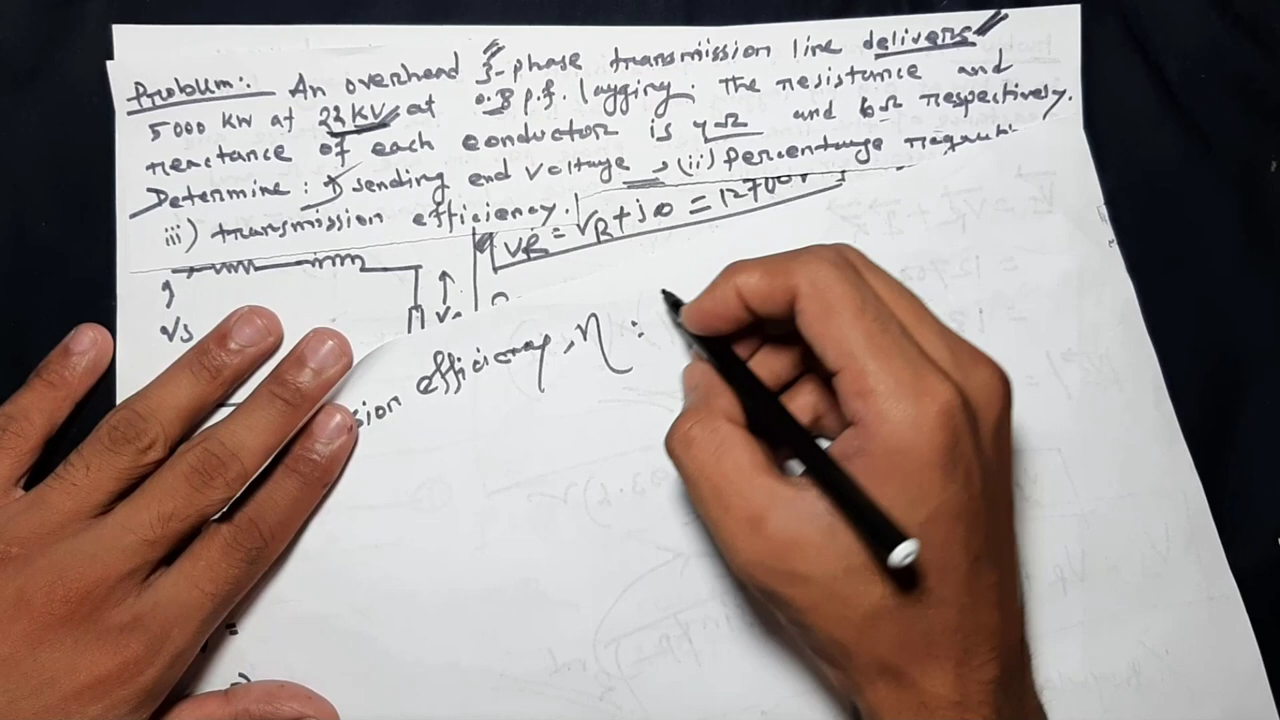 Problem: An overhead 3-phase transmission line delivers
5000 kW at 22 kV at 0.8 p.f. lagging. The resistance and
reactance of each conductor is 4Ω and 6Ω respectively.
Determine: i) sending end voltage, (ii) percentage
iii) transmission efficiency.
VR = VR + j0 = 12700V
Vs
efficiency, η: